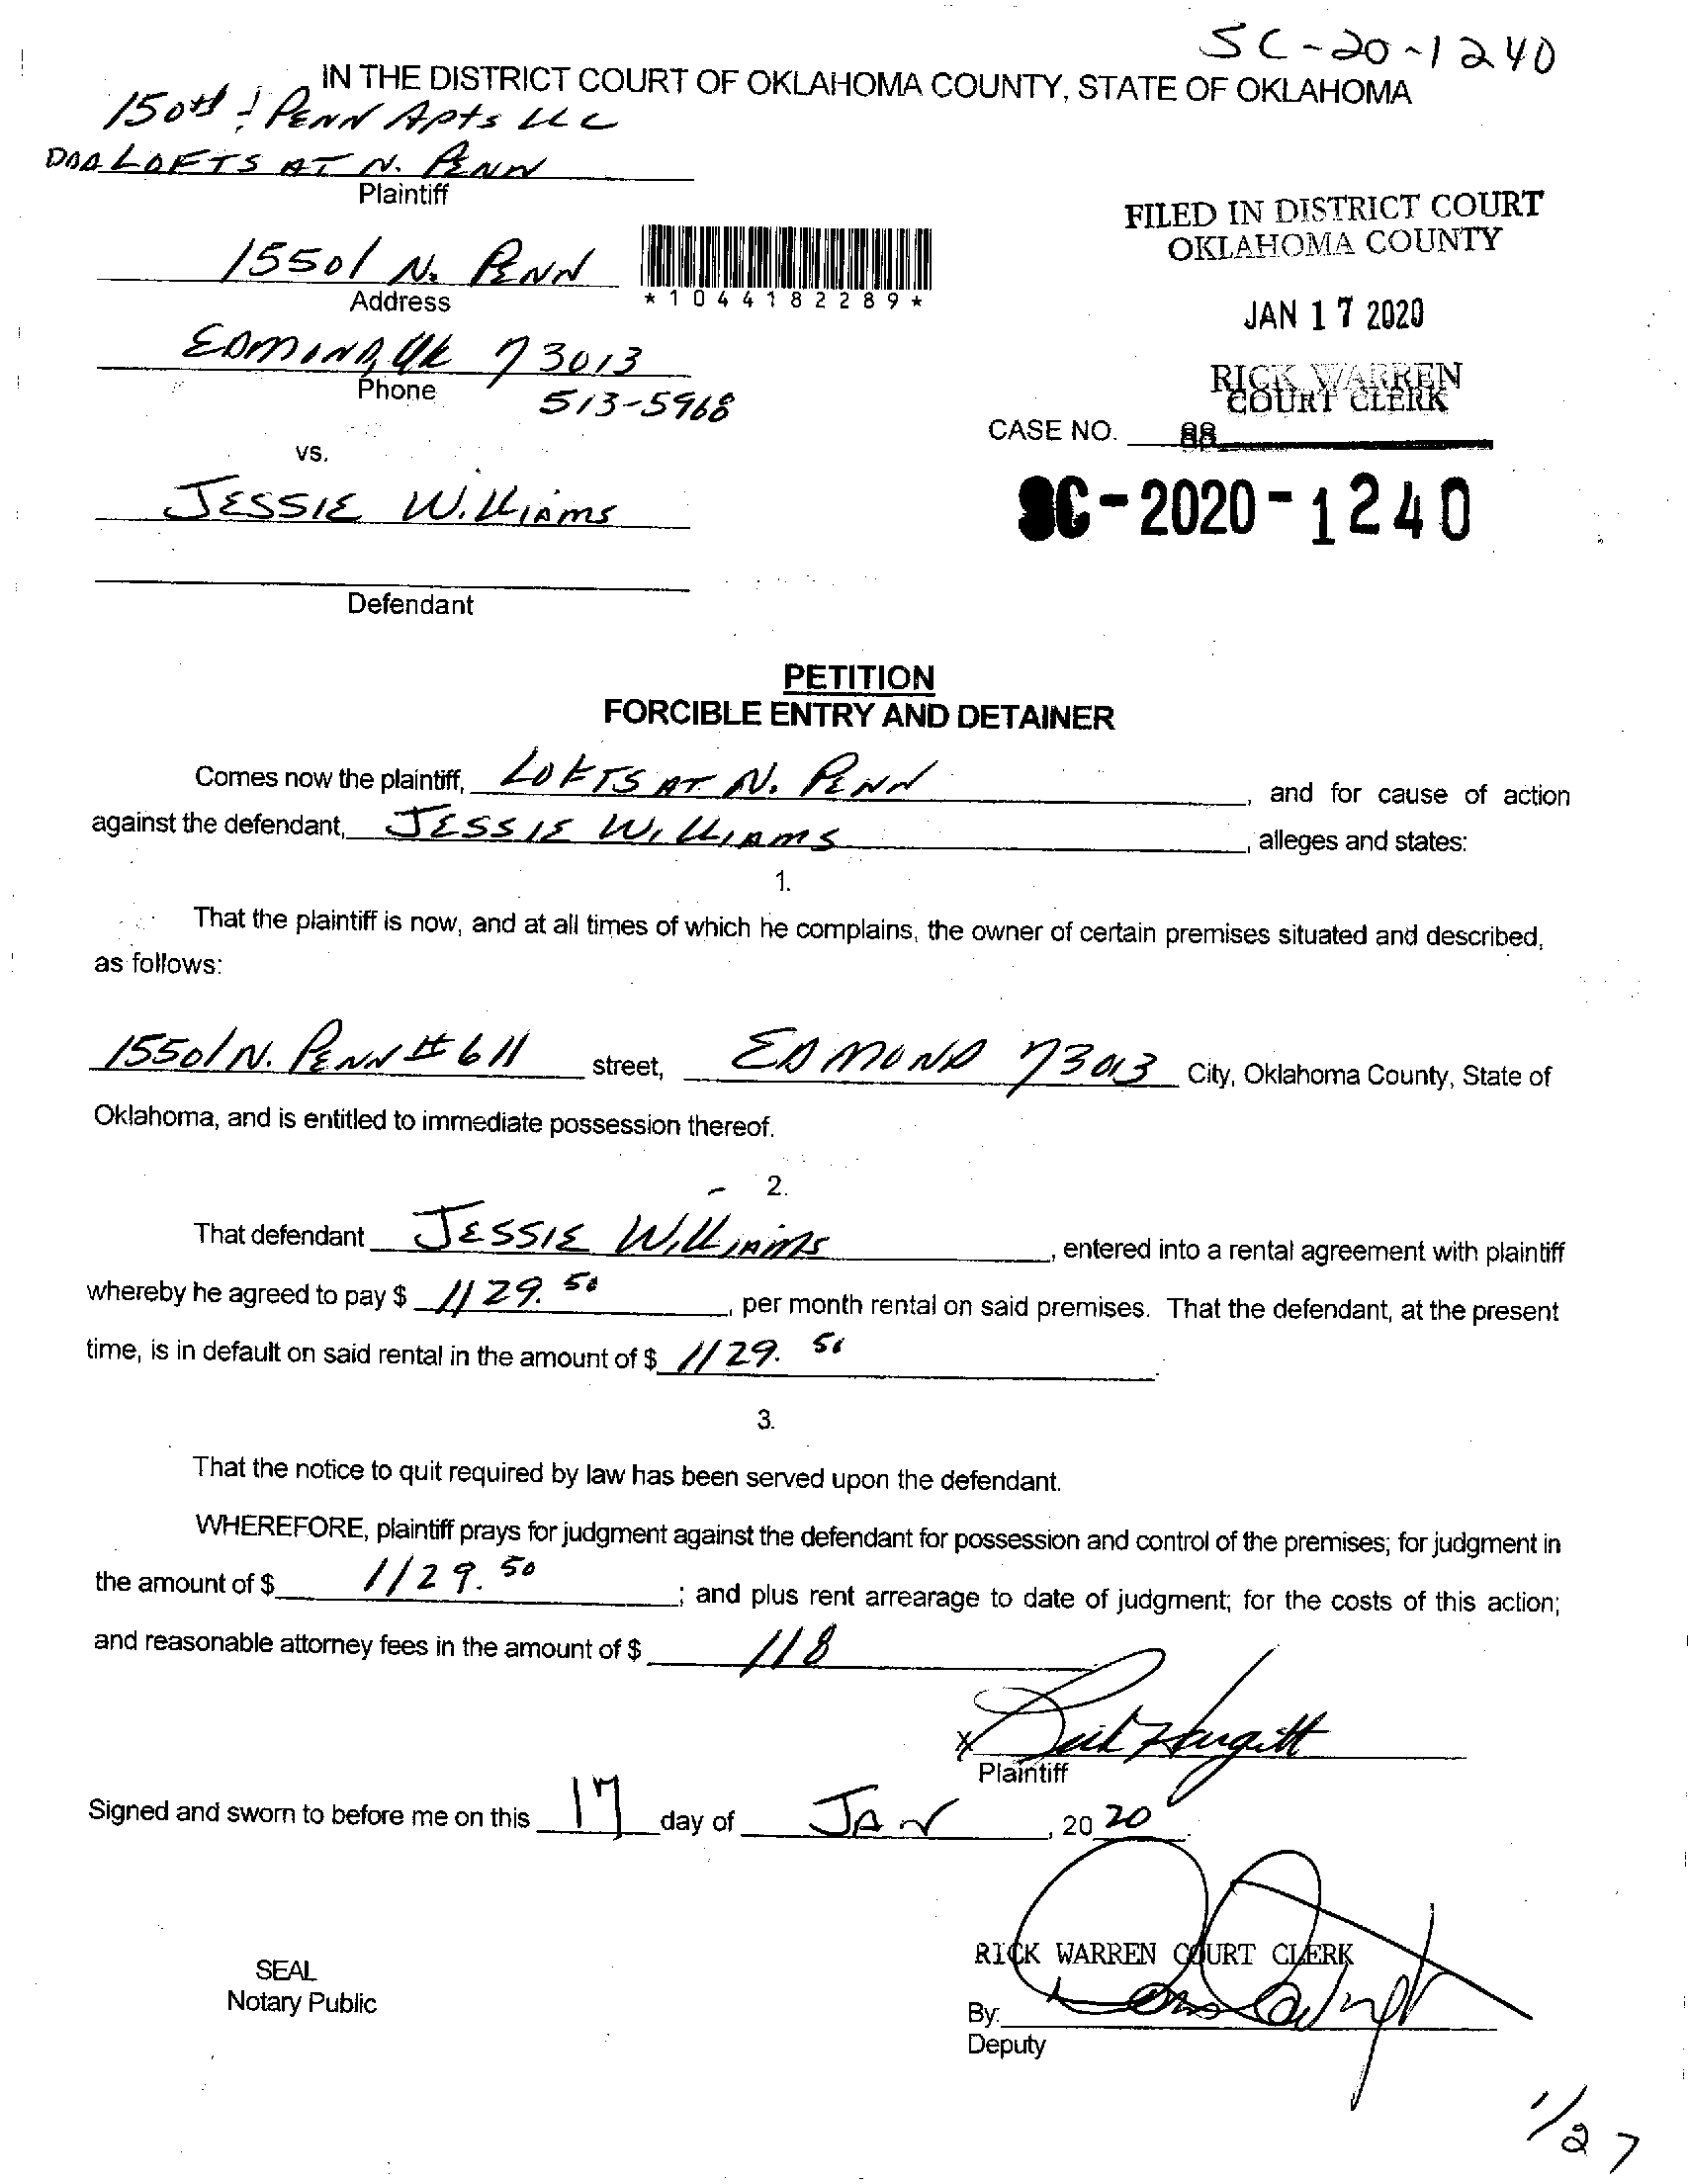 SC-20-1240
IN THE DISTRICT COURT OF OKLAHOMA COUNTY, STATE OF OKLAHOMA
150th & PENN Apts LLC
DBA LOFTS AT N. PENN
Plaintiff
FILED IN DISTRICT COURT
OKLAHOMA COUNTY
15501 N. PENN
Address
*1044182289*
JAN 17 2020
EDMOND, OK 73013
Phone
513-5968
RICK WARREN
COURT CLERK
CASE NO. 88
vs.
JESSIE WILLIAMS
SC-2020-1240
Defendant
PETITION
FORCIBLE ENTRY AND DETAINER
Comes now the plaintiff, LOFTS AT N. PENN, and for cause of action
against the defendant, JESSIE WILLIAMS, alleges and states:
1.
That the plaintiff is now, and at all times of which he complains, the owner of certain premises situated and described,
as follows:
15501 N. PENN #611 street, EDMOND 73013 City, Oklahoma County, State of
Oklahoma, and is entitled to immediate possession thereof.
2.
That defendant JESSIE WILLIAMS, entered into a rental agreement with plaintiff
whereby he agreed to pay $ 1129.50, per month rental on said premises. That the defendant, at the present
time, is in default on said rental in the amount of $ 1129.50.
3.
That the notice to quit required by law has been served upon the defendant.
WHEREFORE, plaintiff prays for judgment against the defendant for possession and control of the premises; for judgment in
the amount of $ 1129.50; and plus rent arrearage to date of judgment; for the costs of this action;
and reasonable attorney fees in the amount of $ 118
x
Plaintiff
Signed and sworn to before me on this 17 day of JAN, 20 20.
RICK WARREN COURT CLERK
SEAL
Notary Public
By:
Deputy
1/27